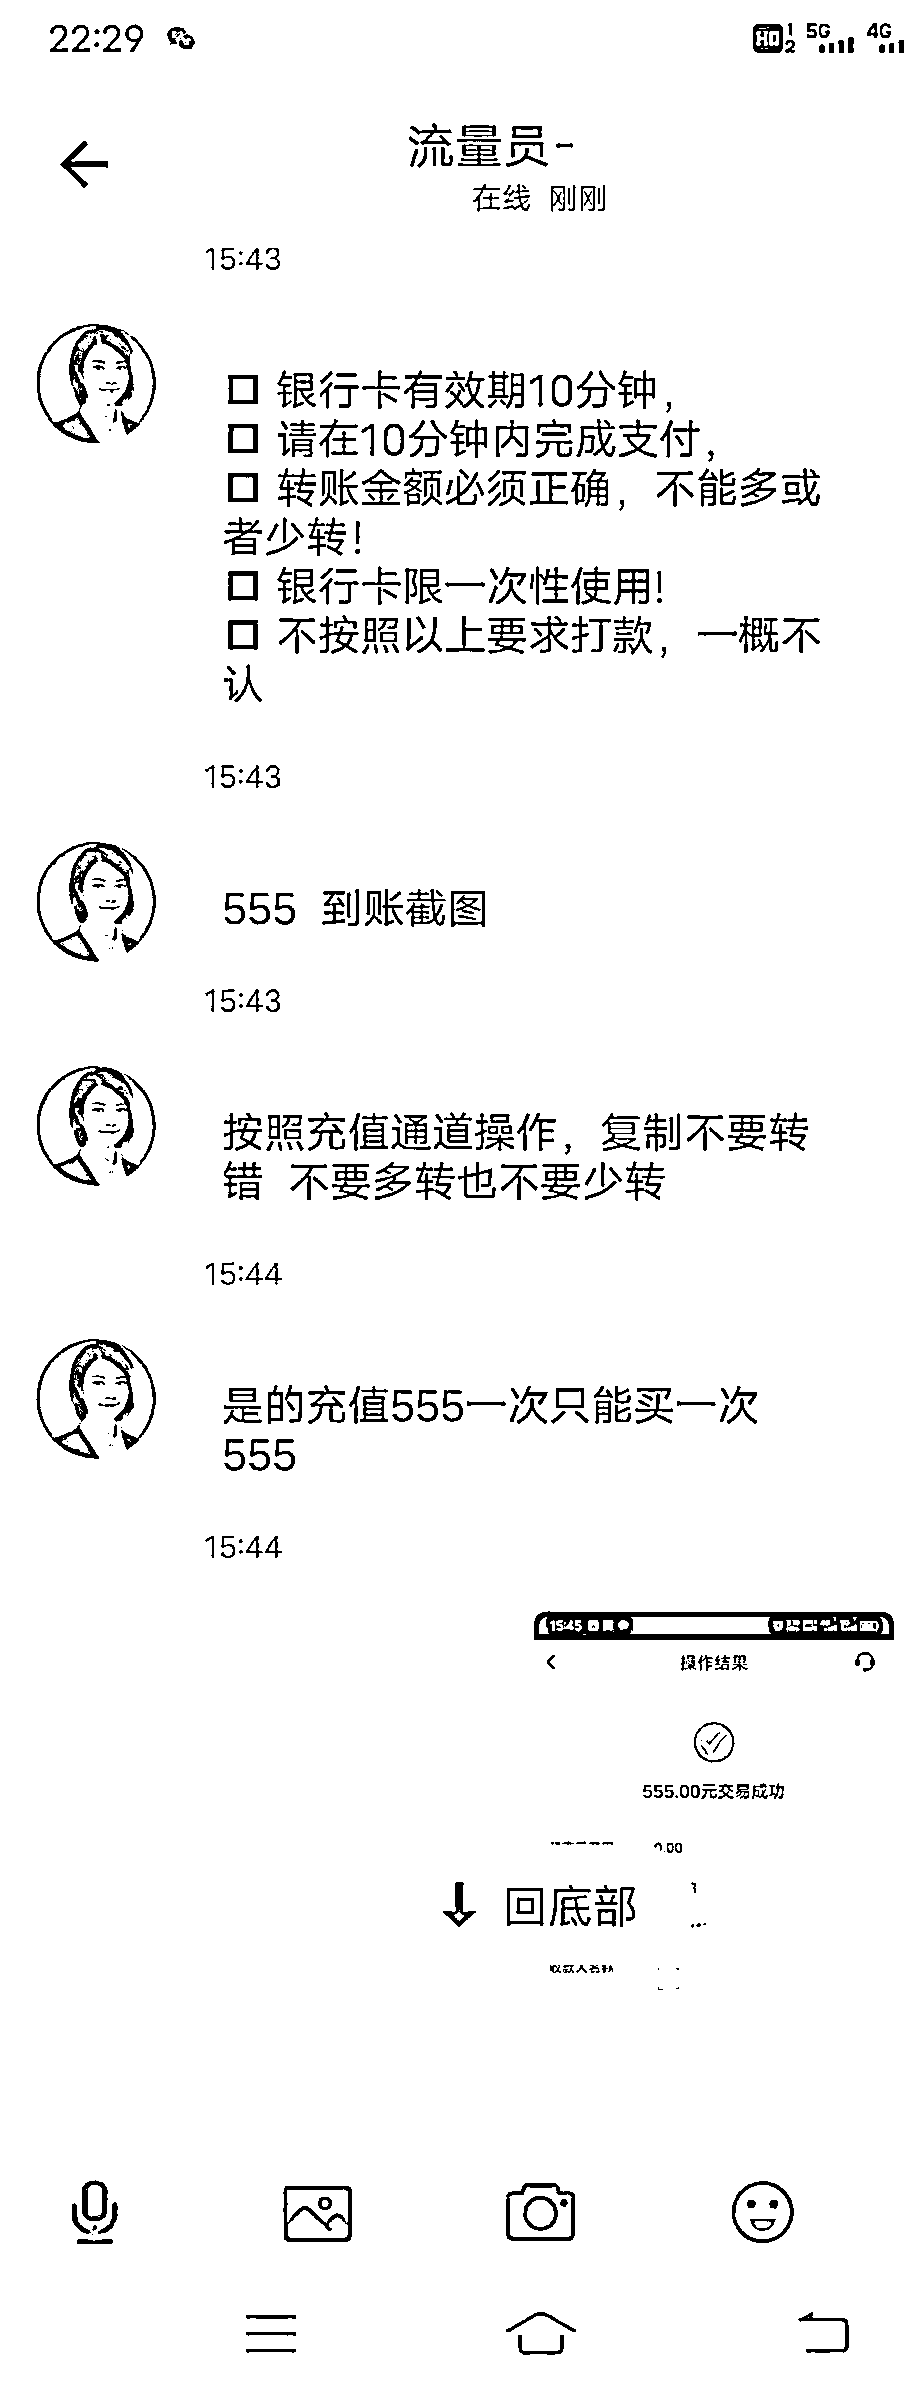 22:29
HD 1 2 5G 4G
流量员-
在线 刚刚
15:43
银行卡有效期10分钟，
请在10分钟内完成支付，
转账金额必须正确，不能多或
者少转！
银行卡限一次性使用!
不按照以上要求打款，一概不
认
15:43
555 到账截图
15:43
按照充值通道操作，复制不要转
错 不要多转也不要少转
15:44
是的充值555一次只能买一次
555
15:44
15:45
操作结果
555.00元交易成功
0.00
回底部
收款人名称